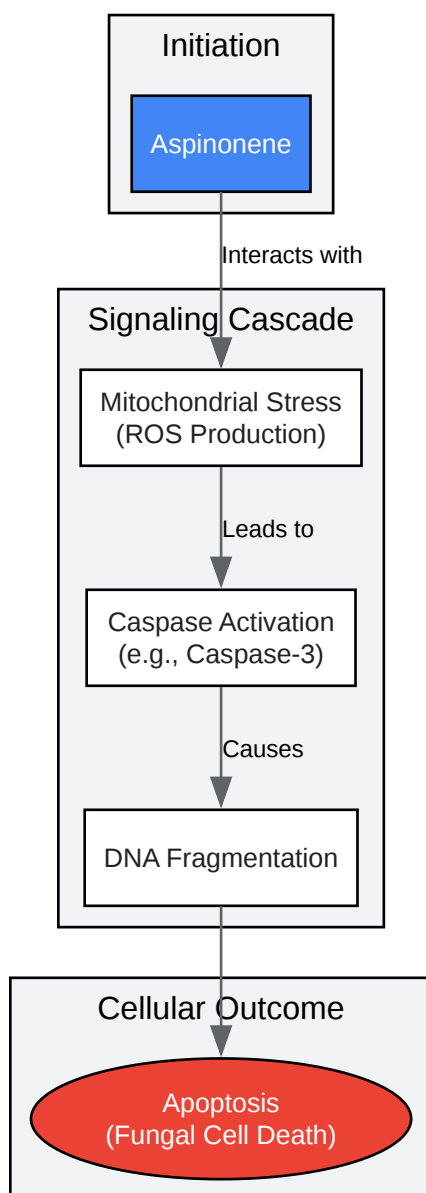 Initiation
Aspinonene
Interacts with
Signaling Cascade
Mitochondrial Stress
(ROS Production)
Leads to
Caspase Activation
(e.g., Caspase-3)
Causes
DNA Fragmentation
Cellular Outcome
Apoptosis
(Fungal Cell Death)